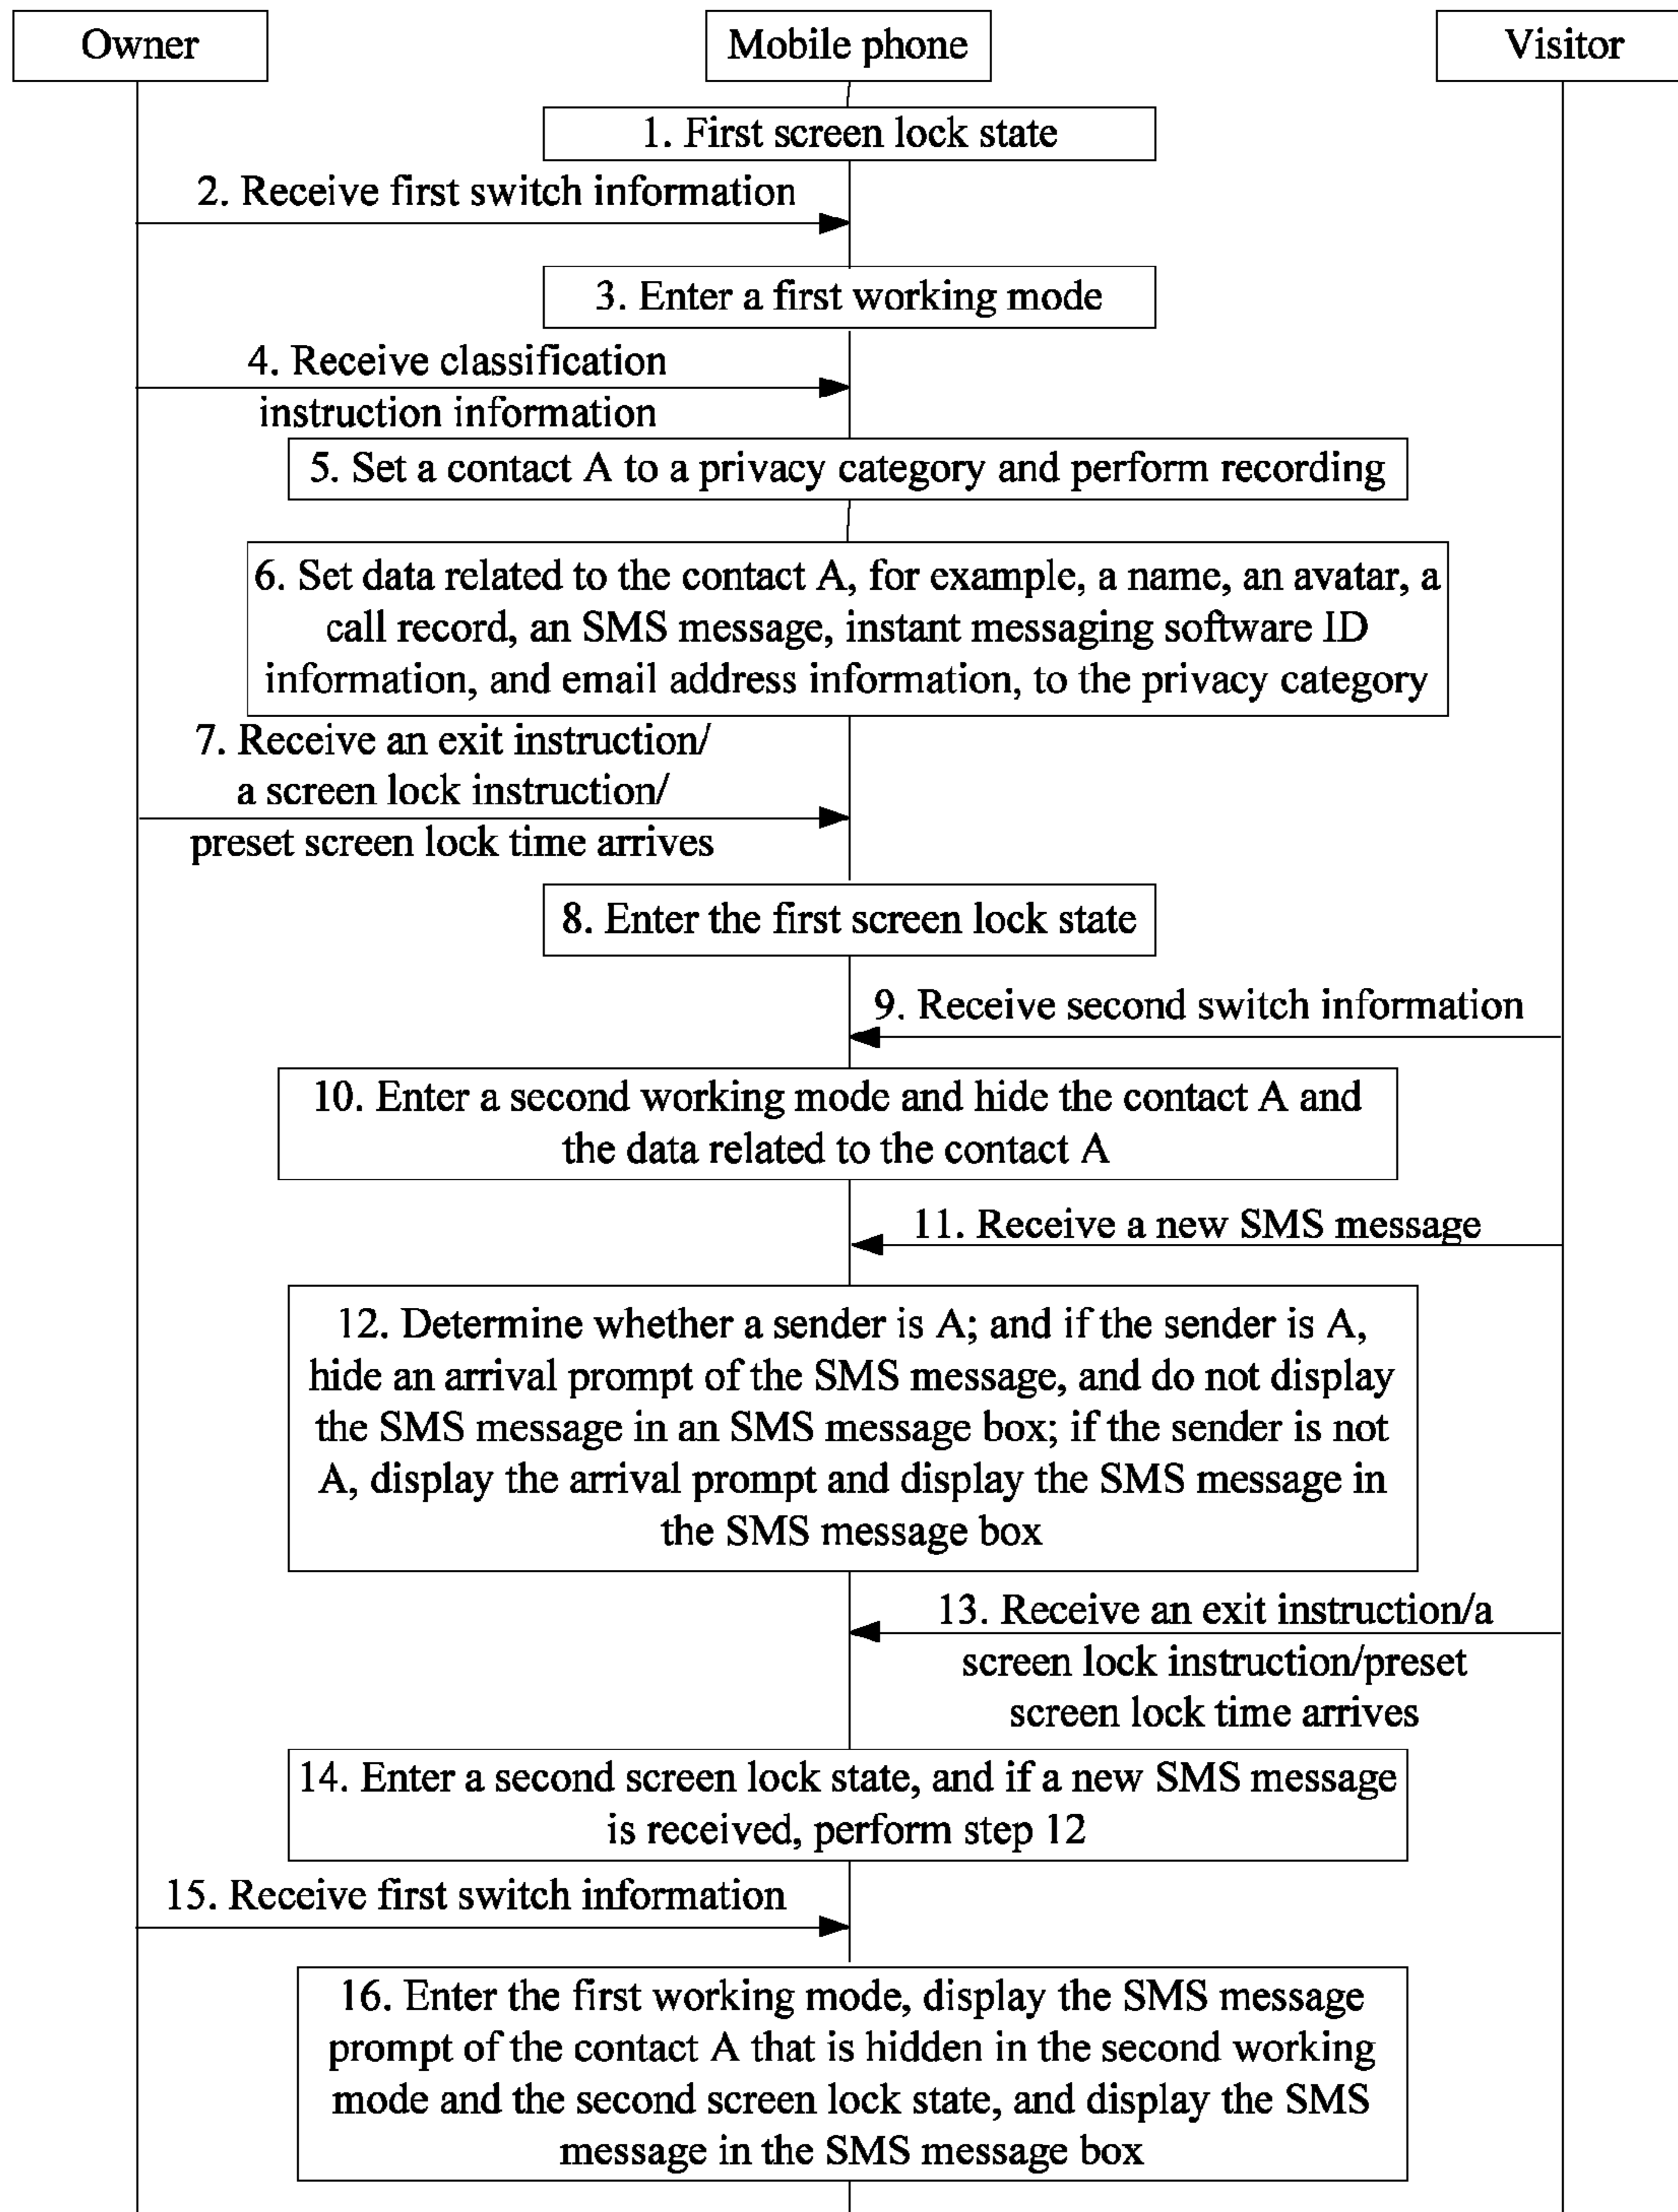 Owner
Mobile phone
Visitor
1. First screen lock state
2. Receive first switch information
3. Enter a first working mode
4. Receive classification
instruction information
5. Set a contact A to a privacy category and perform recording
6. Set data related to the contact A, for example, a name, an avatar, a
call record, an SMS message, instant messaging software ID
information, and email address information, to the privacy category
7. Receive an exit instruction/
a screen lock instruction/
preset screen lock time arrives
8. Enter the first screen lock state
9. Receive second switch information
10. Enter a second working mode and hide the contact A and
the data related to the contact A
11. Receive a new SMS message
12. Determine whether a sender is A; and if the sender is A,
hide an arrival prompt of the SMS message, and do not display
the SMS message in an SMS message box; if the sender is not
A, display the arrival prompt and display the SMS message in
the SMS message box
13. Receive an exit instruction/a
screen lock instruction/preset
screen lock time arrives
14. Enter a second screen lock state, and if a new SMS message
is received, perform step 12
15. Receive first switch information
16. Enter the first working mode, display the SMS message
prompt of the contact A that is hidden in the second working
mode and the second screen lock state, and display the SMS
message in the SMS message box